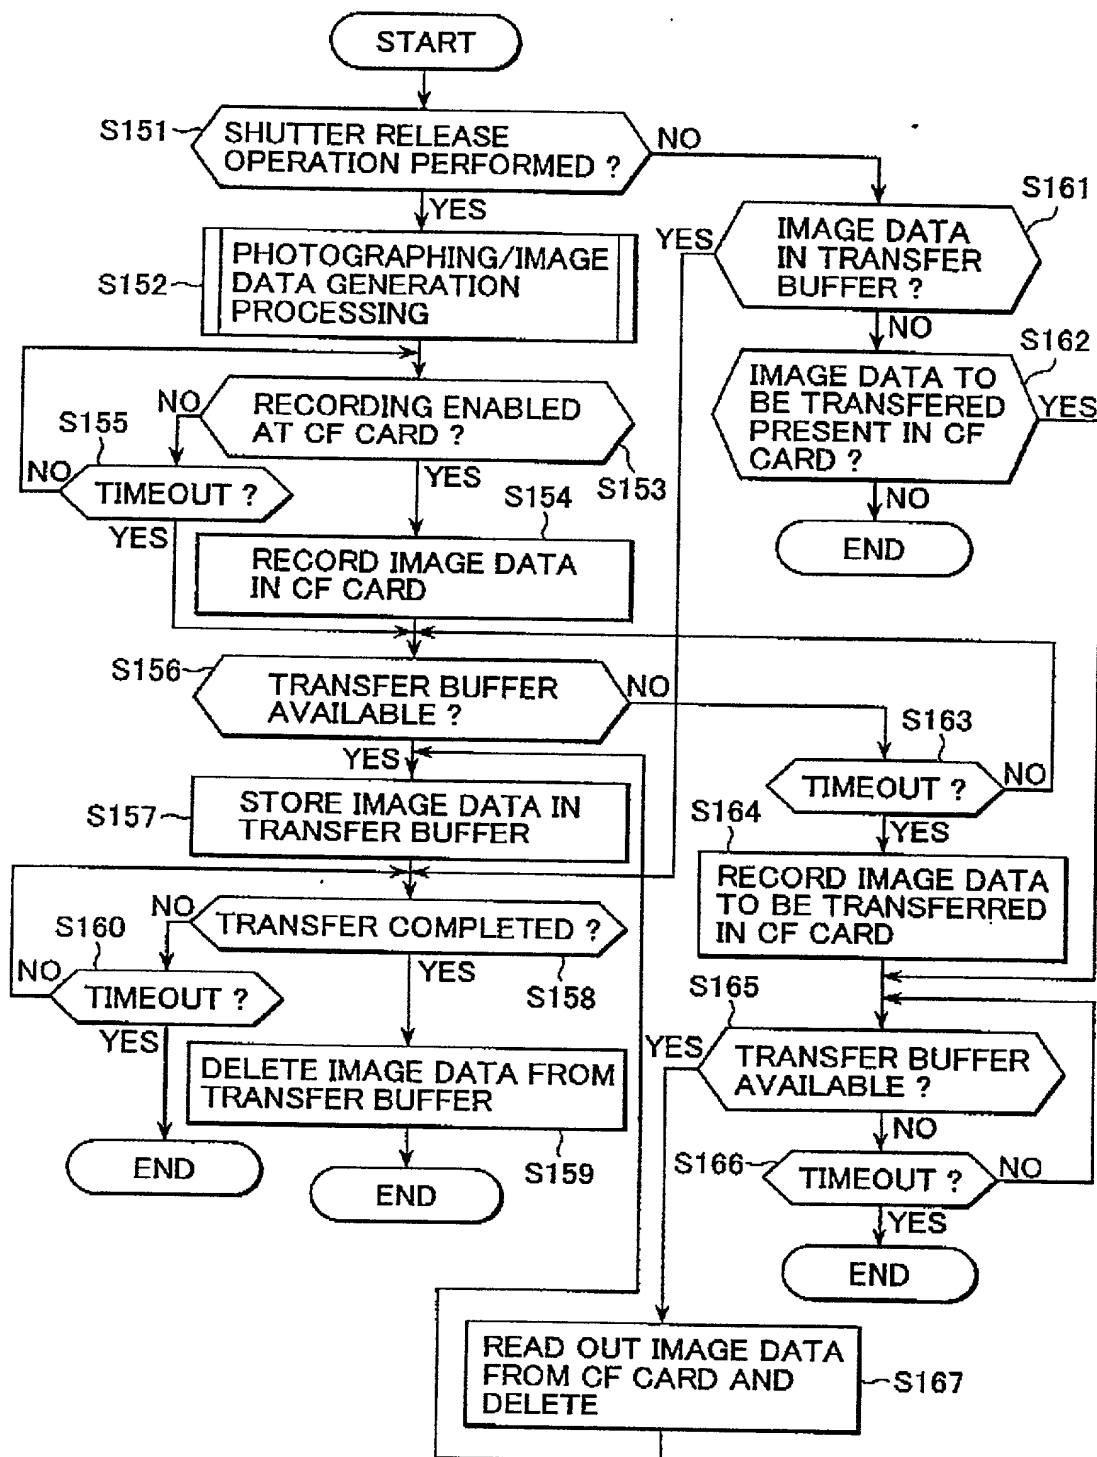 START
S151
SHUTTER RELEASE
OPERATION PERFORMED ?
NO
YES
S161
IMAGE DATA
IN TRANSFER
BUFFER ?
YES
NO
S152
PHOTOGRAPHING/IMAGE
DATA GENERATION
PROCESSING
S162
IMAGE DATA TO
BE TRANSFERED
PRESENT IN CF
CARD ?
YES
NO
END
RECORDING ENABLED
AT CF CARD ?
NO
YES
S153
S155
TIMEOUT ?
NO
YES
S154
RECORD IMAGE DATA
IN CF CARD
S156
TRANSFER BUFFER
AVAILABLE ?
NO
YES
S163
TIMEOUT ?
NO
YES
S157
STORE IMAGE DATA IN
TRANSFER BUFFER
S164
RECORD IMAGE DATA
TO BE TRANSFERRED
IN CF CARD
TRANSFER COMPLETED ?
NO
YES
S158
S160
TIMEOUT ?
NO
YES
END
DELETE IMAGE DATA FROM
TRANSFER BUFFER
S159
END
S165
TRANSFER BUFFER
AVAILABLE ?
YES
NO
S166
TIMEOUT ?
NO
YES
END
READ OUT IMAGE DATA
FROM CF CARD AND
DELETE
S167